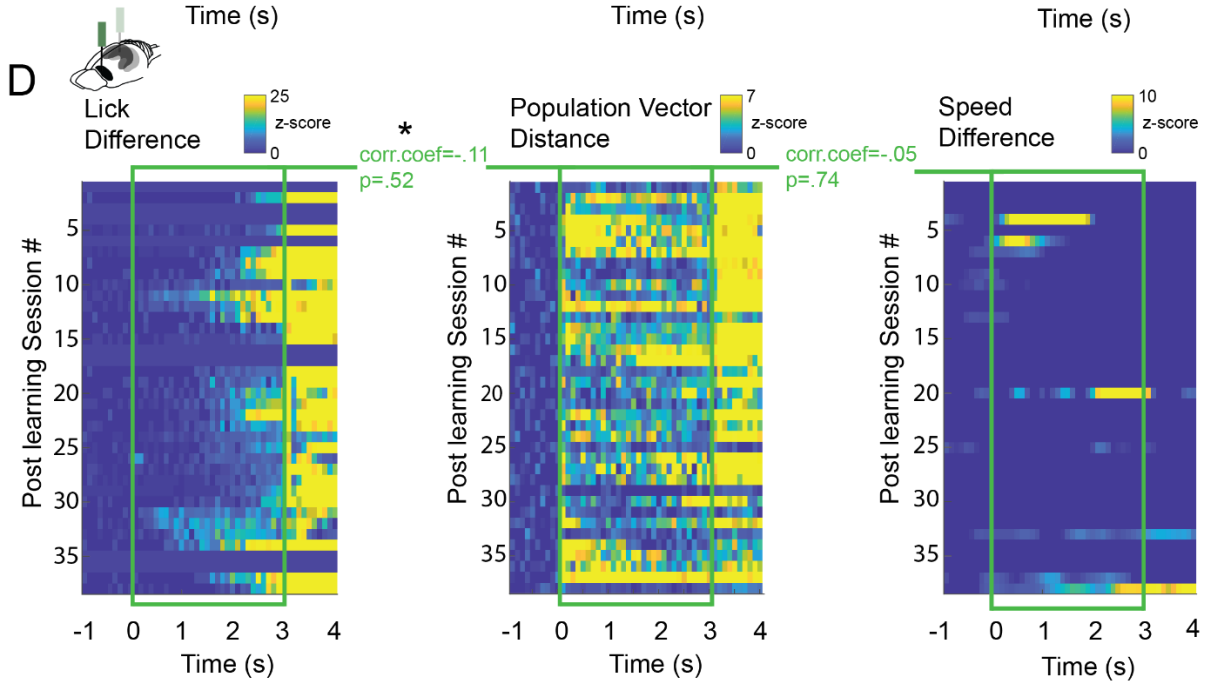 Time (s)
Time (s)
Time (s)
D
Lick
Difference
25
z-score
0
*
corr.coef=-.11
p=.52
Population Vector
Distance
7
z-score
0
corr.coef=-.05
p=.74
Speed
Difference
10
z-score
0
Post learning Session #
5
10
15
20
25
30
35
-1 0 1 2 3 4
Time (s)
Post learning Session #
5
10
15
20
25
30
35
-1 0 1 2 3 4
Time (s)
Post learning Session #
5
10
15
20
25
30
35
-1 0 1 2 3 4
Time (s)